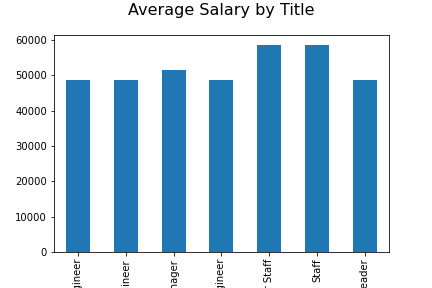 Average Salary by Title
60000
50000
40000
30000
20000
10000
0
gineer
ineer
nager
gineer
Staff
Staff
eader